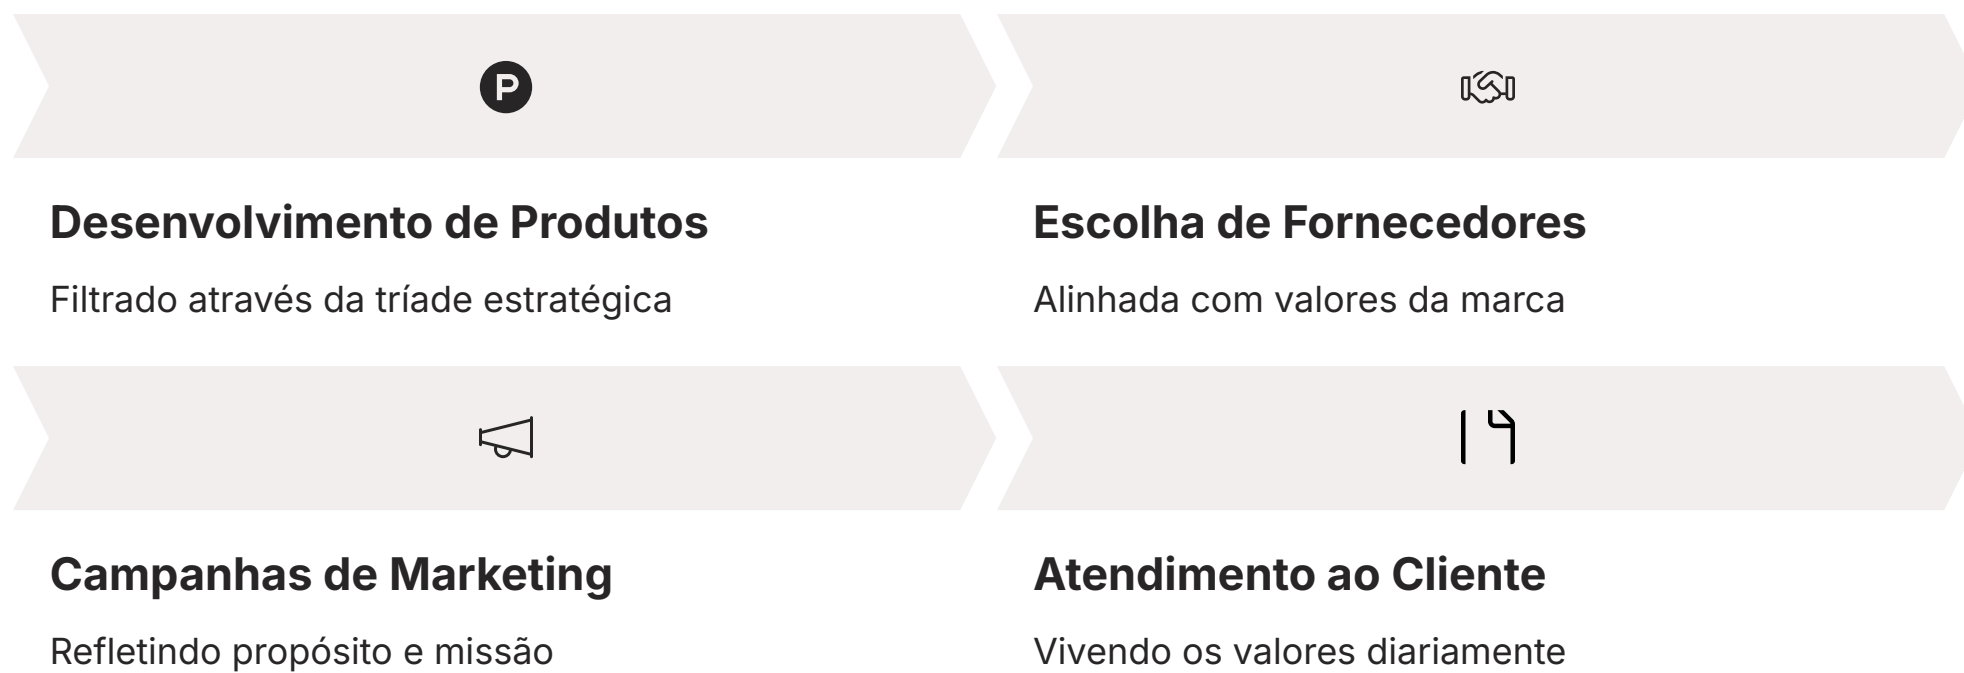 P
Desenvolvimento de Produtos
Filtrado através da tríade estratégica
Escolha de Fornecedores
Alinhada com valores da marca
Campanhas de Marketing
Refletindo propósito e missão
Atendimento ao Cliente
Vivendo os valores diariamente